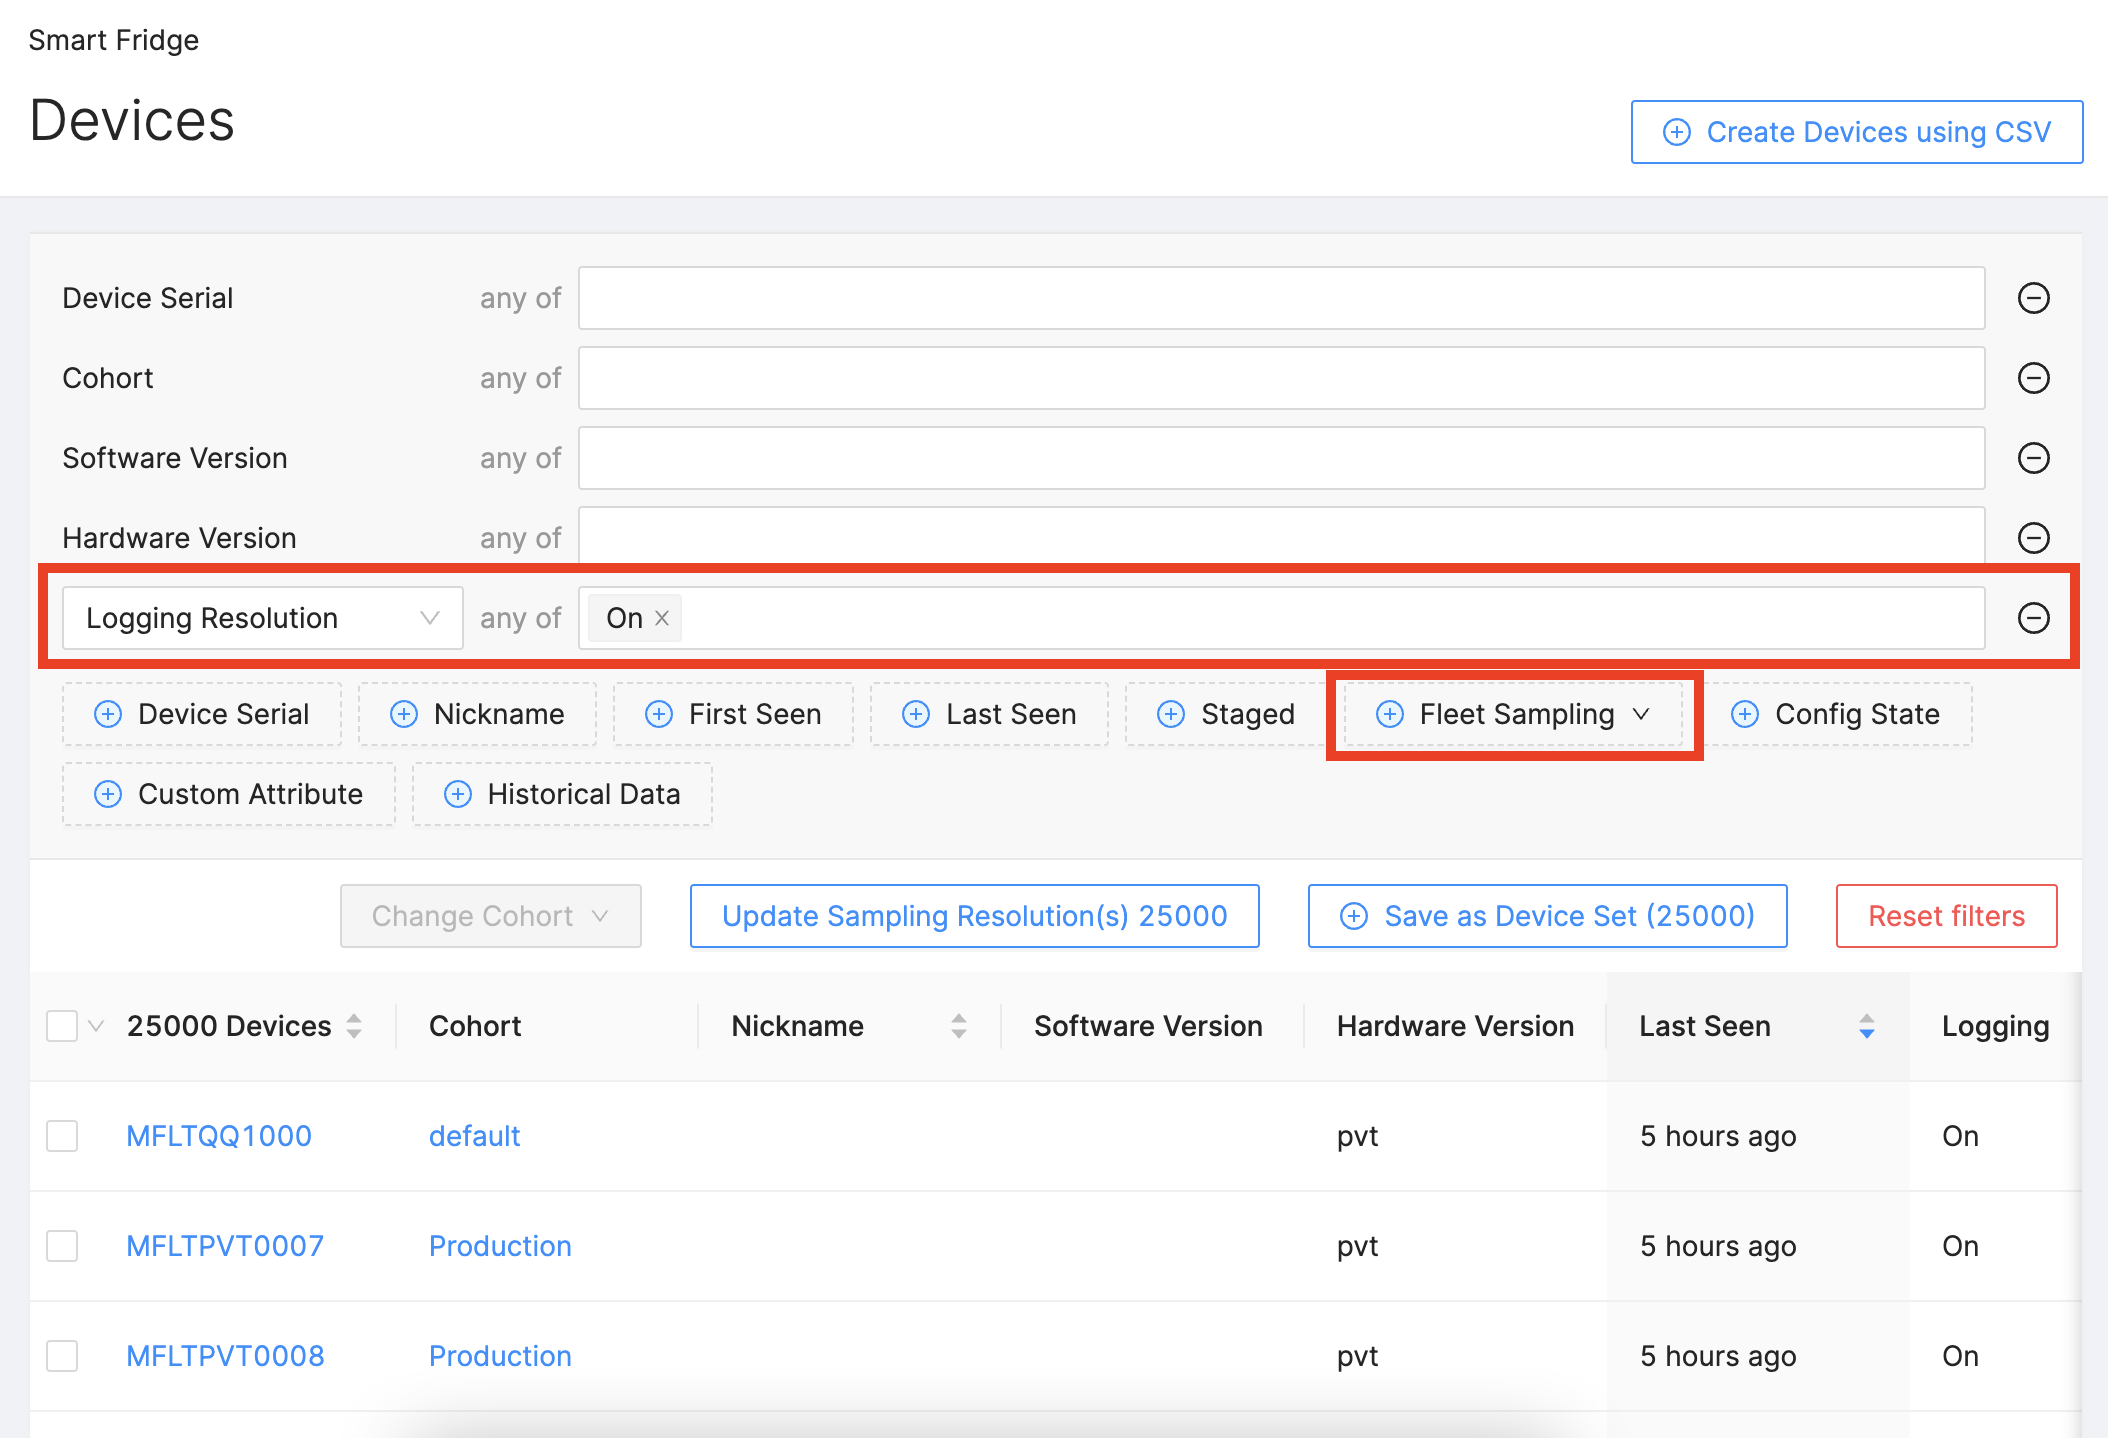 Smart Fridge
Devices
Create Devices using CSV
Device Serial any of
Cohort any of
Software Version any of
Hardware Version any of
Logging Resolution any of On
Device Serial Nickname First Seen Last Seen Staged Fleet Sampling Config State
Custom Attribute Historical Data
Change Cohort Update Sampling Resolution(s) 25000 Save as Device Set (25000) Reset filters
25000 Devices Cohort Nickname Software Version Hardware Version Last Seen Logging
MFLTQQ1000 default pvt 5 hours ago On
MFLTPVT0007 Production pvt 5 hours ago On
MFLTPVT0008 Production pvt 5 hours ago On